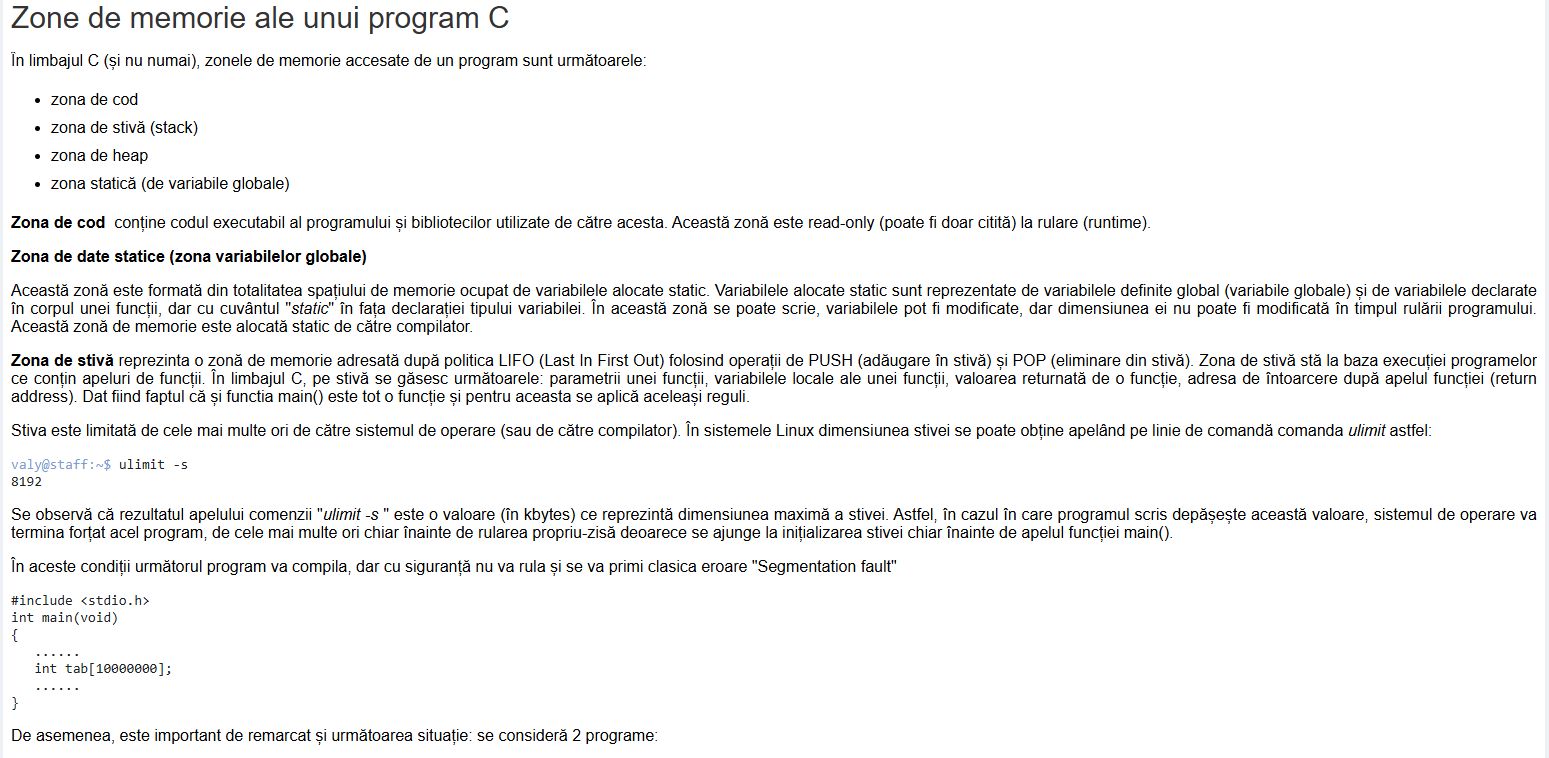 Zone de memorie ale unui program C
În limbajul C (și nu numai), zonele de memorie accesate de un program sunt următoarele:
• zona de cod
• zona de stivă (stack)
• zona de heap
• zona statică (de variabile globale)
Zona de cod conține codul executabil al programului și bibliotecilor utilizate de către acesta. Această zonă este read-only (poate fi doar citită) la rulare (runtime).
Zona de date statice (zona variabilelor globale)
Această zonă este formată din totalitatea spațiului de memorie ocupat de variabilele alocate static. Variabilele alocate static sunt reprezentate de variabilele definite global (variabile globale) și de variabilele declarate
în corpul unei funcții, dar cu cuvântul "static" în fața declarației tipului variabilei. În această zonă se poate scrie, variabilele pot fi modificate, dar dimensiunea ei nu poate fi modificată în timpul rulării programului.
Această zonă de memorie este alocată static de către compilator.
Zona de stivă reprezinta o zonă de memorie adresată după politica LIFO (Last In First Out) folosind operații de PUSH (adăugare în stivă) și POP (eliminare din stivă). Zona de stivă stă la baza execuției programelor
ce conțin apeluri de funcții. În limbajul C, pe stivă se găsesc următoarele: parametrii unei funcții, variabilele locale ale unei funcții, valoarea returnată de o funcție, adresa de întoarcere după apelul funcției (return
address). Dat fiind faptul că și functia main() este tot o funcție și pentru aceasta se aplică aceleași reguli.
Stiva este limitată de cele mai multe ori de către sistemul de operare (sau de către compilator). În sistemele Linux dimensiunea stivei se poate obține apelând pe linie de comandă comanda ulimit astfel:
valy@staff:~$ ulimit -s
8192
Se observă că rezultatul apelului comenzii "ulimit -s " este o valoare (în kbytes) ce reprezintă dimensiunea maximă a stivei. Astfel, în cazul în care programul scris depășește această valoare, sistemul de operare va
termina forțat acel program, de cele mai multe ori chiar înainte de rularea propriu-zisă deoarece se ajunge la inițializarea stivei chiar înainte de apelul funcției main().
În aceste condiții următorul program va compila, dar cu siguranță nu va rula și se va primi clasica eroare "Segmentation fault"
#include <stdio.h>
int main(void)
{
   ......
   int tab[10000000];
   ......
}
De asemenea, este important de remarcat și următoarea situație: se consideră 2 programe: